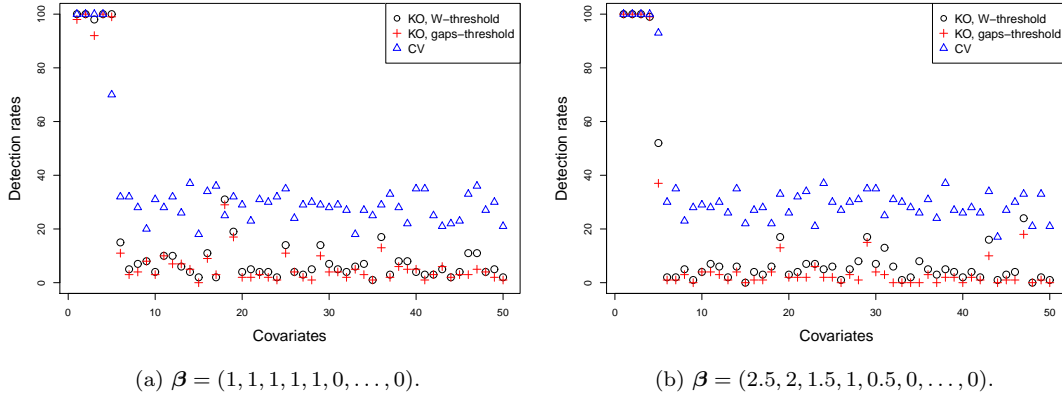 Detection rates
0
20
40
60
80
100
KO, W−threshold
KO, gaps−threshold
CV
0
10
20
30
40
50
Covariates
(a) β = (1, 1, 1, 1, 1, 0, . . . , 0).
Detection rates
0
20
40
60
80
100
KO, W−threshold
KO, gaps−threshold
CV
0
10
20
30
40
50
Covariates
(b) β = (2.5, 2, 1.5, 1, 0.5, 0, . . . , 0).